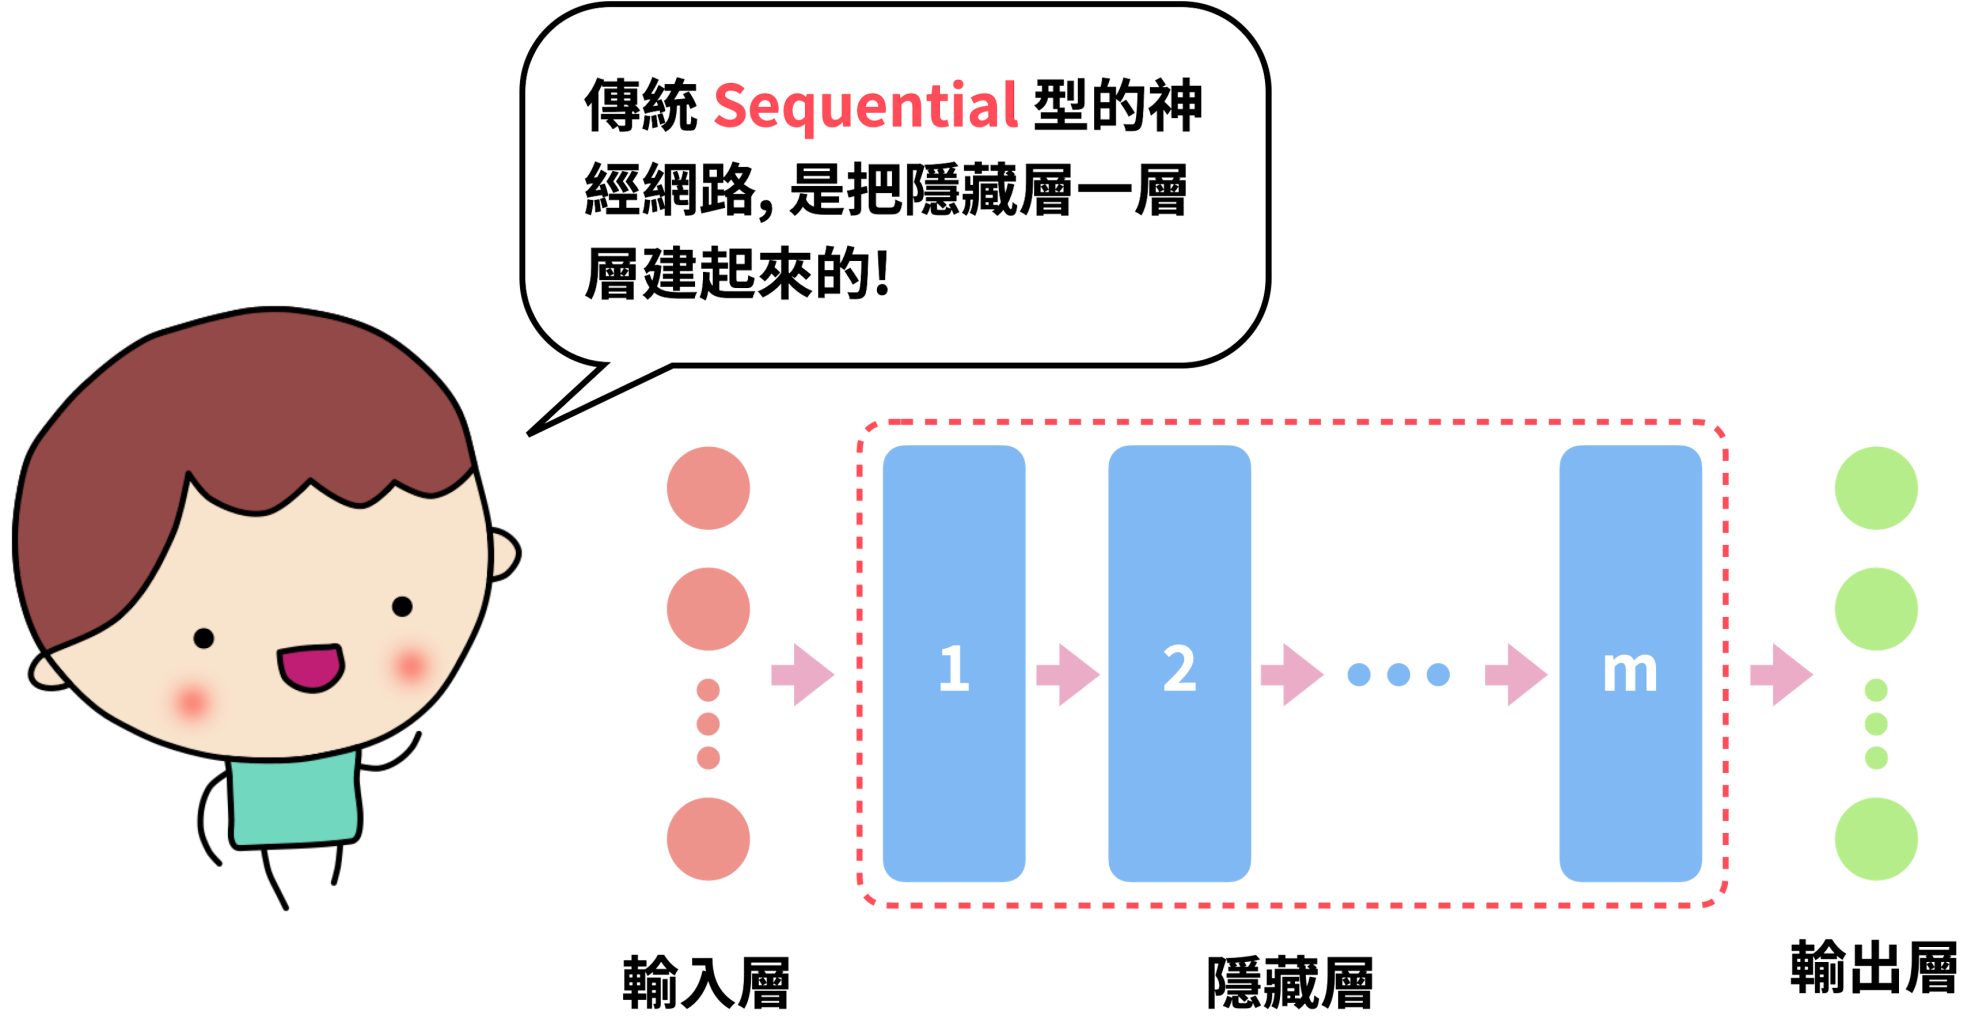 傳統 Sequential 型的神
經網路, 是把隱藏層一層
層建起來的!
1
2
m
輸入層
隱藏層
輸出層